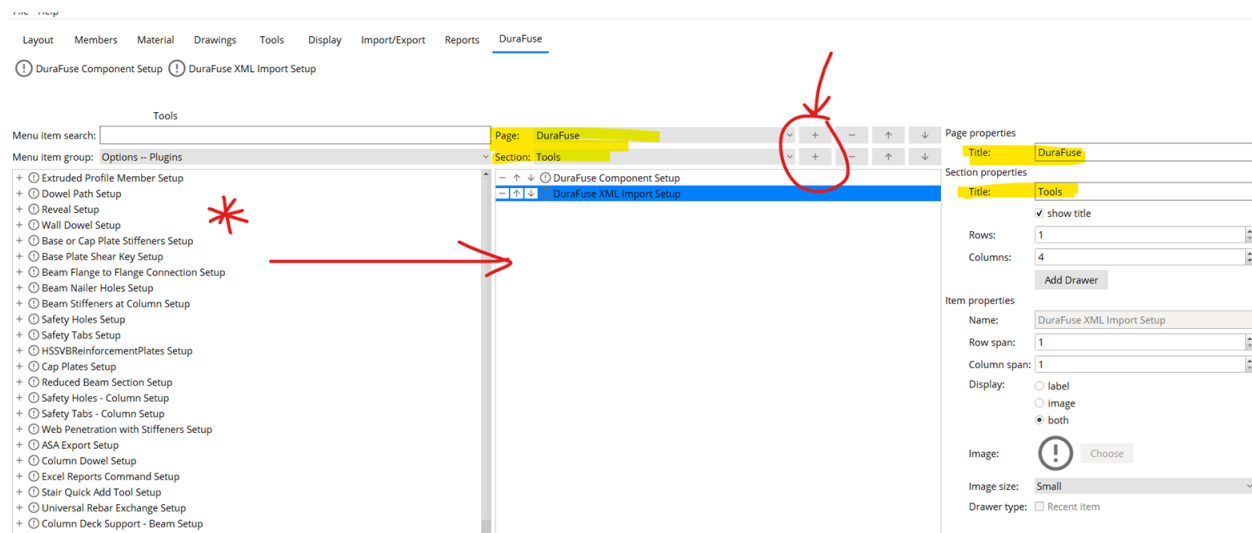 File Help
Layout Members Material Drawings Tools Display Import/Export Reports DuraFuse
DuraFuse Component Setup DuraFuse XML Import Setup
Tools
Menu item search:
Menu item group: Options -- Plugins
+ Extruded Profile Member Setup
+ Dowel Path Setup
+ Reveal Setup
+ Wall Dowel Setup
+ Base or Cap Plate Stiffeners Setup
+ Base Plate Shear Key Setup
+ Beam Flange to Flange Connection Setup
+ Beam Nailer Holes Setup
+ Beam Stiffeners at Column Setup
+ Safety Holes Setup
+ Safety Tabs Setup
+ HSSVBReinforcementPlates Setup
+ Cap Plates Setup
+ Reduced Beam Section Setup
+ Safety Holes - Column Setup
+ Safety Tabs - Column Setup
+ Web Penetration with Stiffeners Setup
+ ASA Export Setup
+ Column Dowel Setup
+ Excel Reports Command Setup
+ Stair Quick Add Tool Setup
+ Universal Rebar Exchange Setup
+ Column Deck Support - Beam Setup
Page: DuraFuse + − ↑ ↓
Section: Tools + − ↑ ↓
− ↑ ↓ DuraFuse Component Setup
− ↑ ↓ DuraFuse XML Import Setup
Page properties
Title: DuraFuse
Section properties
Title: Tools
show title
Rows: 1
Columns: 4
Add Drawer
Item properties
Name: DuraFuse XML Import Setup
Row span: 1
Column span: 1
Display: label
image
both
Image: Choose
Image size: Small
Drawer type: Recent item